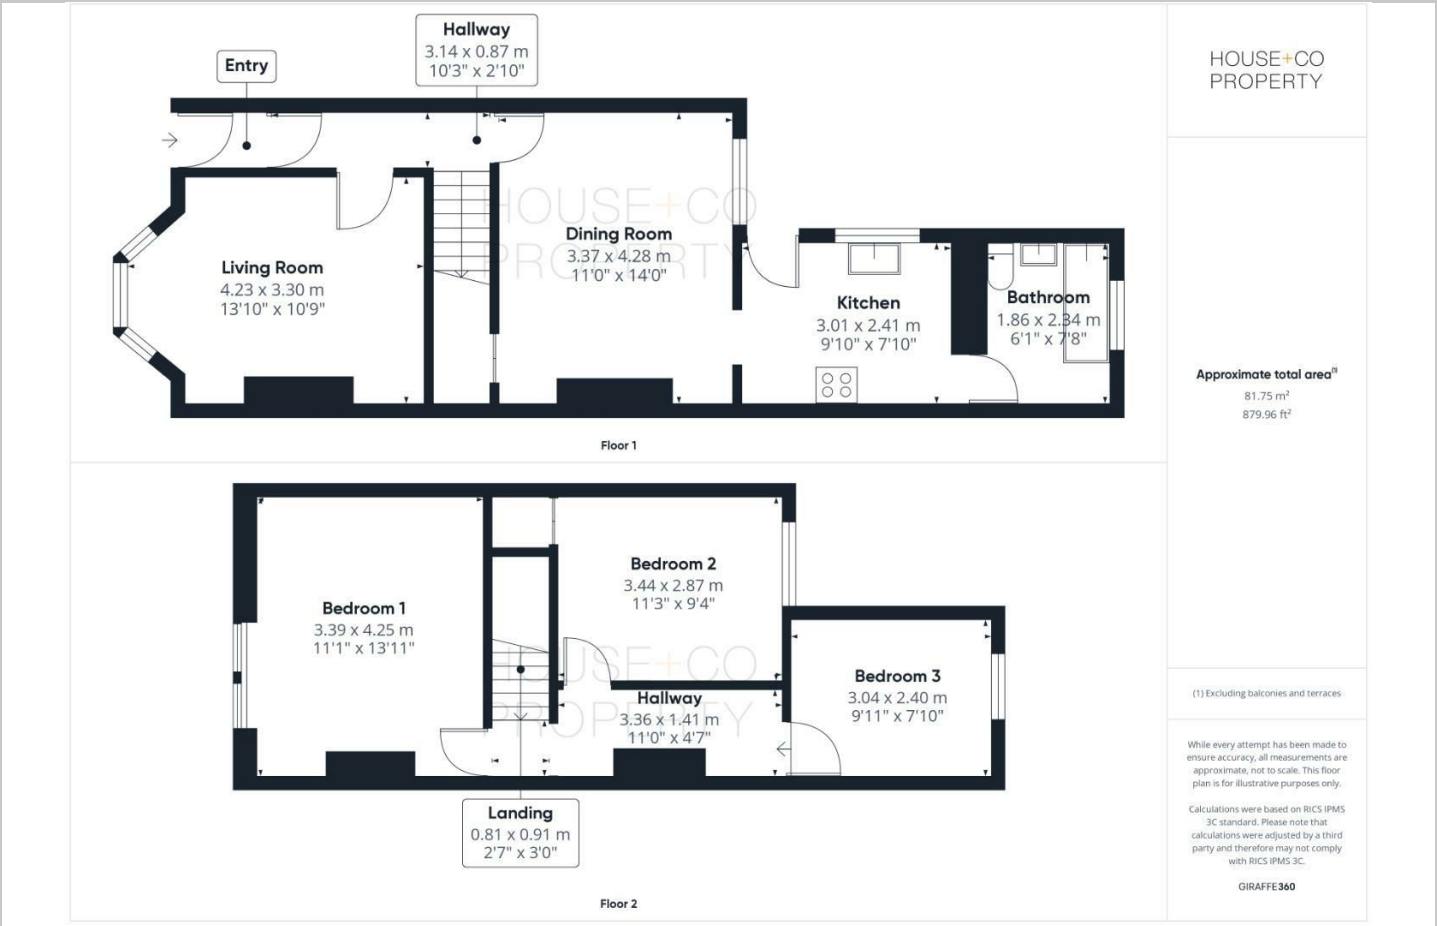 Hallway
3.14 x 0.87 m
10'3" x 2'10"
Entry
HOUSE+CO
PROPERTY
HOUSE+CO
PROPERTY
Dining Room
3.37 x 4.28 m
11'0" x 14'0"
Living Room
4.23 x 3.30 m
13'10" x 10'9"
Kitchen
3.01 x 2.41 m
9'10" x 7'10"
Bathroom
1.86 x 2.34 m
6'1" x 7'8"
Floor 1
Approximate total area(1)
81.75 m²
879.96 ft²
Bedroom 1
3.39 x 4.25 m
11'1" x 13'11"
Bedroom 2
3.44 x 2.87 m
11'3" x 9'4"
HOUSE+CO
PROPERTY
Hallway
3.36 x 1.41 m
11'0" x 4'7"
Bedroom 3
3.04 x 2.40 m
9'11" x 7'10"
Landing
0.81 x 0.91 m
2'7" x 3'0"
Floor 2
(1) Excluding balconies and terraces
While every attempt has been made to
ensure accuracy, all measurements are
approximate, not to scale. This floor
plan is for illustrative purposes only.
Calculations were based on RICS IPMS
3C standard. Please note that
calculations were adjusted by a third
party and therefore may not comply
with RICS IPMS 3C.
GIRAFFE360